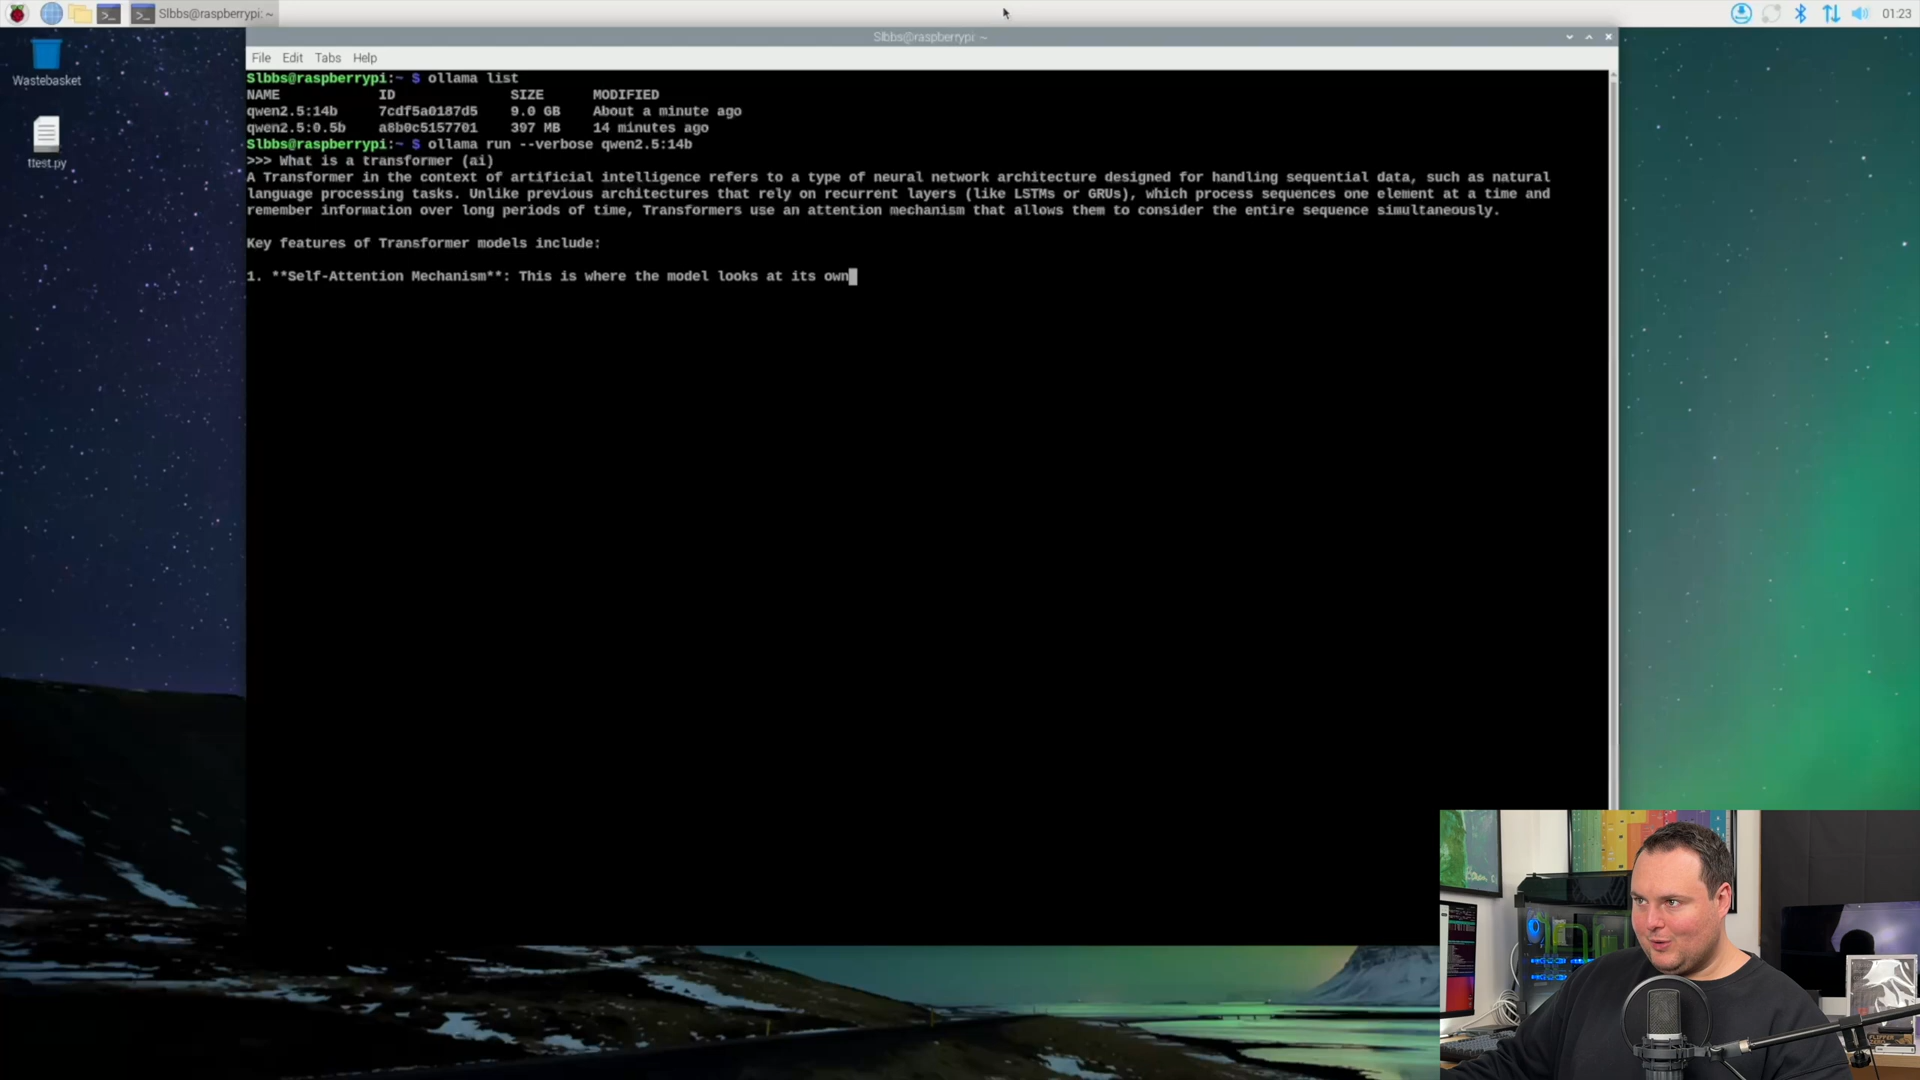 Slbbs@raspberrypi: ~
01:23
Slbbs@raspberrypi: ~
File Edit Tabs Help
Wastebasket
ttest.py
Slbbs@raspberrypi:~ $ ollama list
NAME ID SIZE MODIFIED
qwen2.5:14b 7cdf5a0187d5 9.0 GB About a minute ago
qwen2.5:0.5b a8b0c5157701 397 MB 14 minutes ago
Slbbs@raspberrypi:~ $ ollama run --verbose qwen2.5:14b
>>> What is a transformer (ai)
A Transformer in the context of artificial intelligence refers to a type of neural network architecture designed for handling sequential data, such as natural
language processing tasks. Unlike previous architectures that rely on recurrent layers (like LSTMs or GRUs), which process sequences one element at a time and
remember information over long periods of time, Transformers use an attention mechanism that allows them to consider the entire sequence simultaneously.
Key features of Transformer models include:
1. **Self-Attention Mechanism**: This is where the model looks at its own